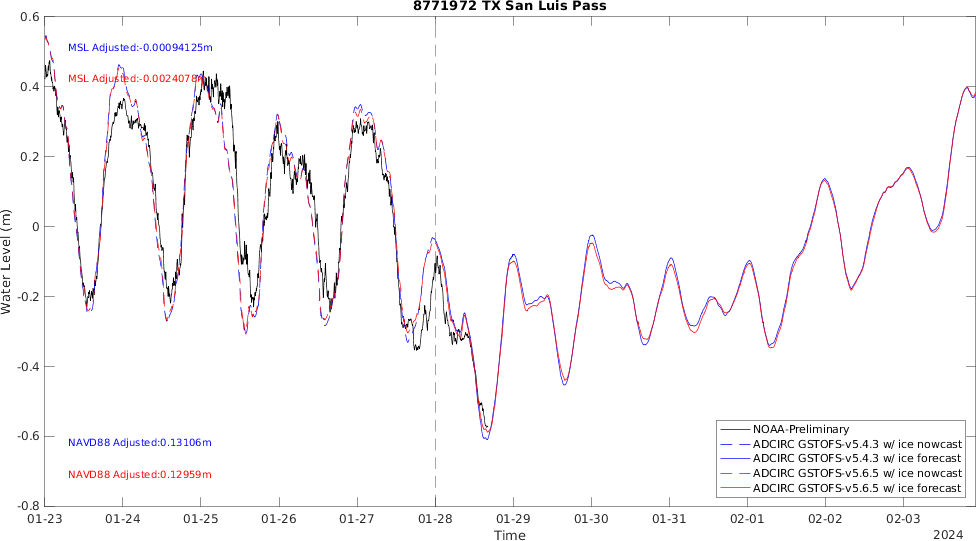 8771972 TX San Luis Pass
0.6
0.4
0.2
0
-0.2
-0.4
-0.6
-0.8
Water Level (m)
MSL Adjusted:-0.00094125m
MSL Adjusted:-0.0024078m
NAVD88 Adjusted:0.13106m
NAVD88 Adjusted:0.12959m
NOAA-Preliminary
ADCIRC GSTOFS-v5.4.3 w/ ice nowcast
ADCIRC GSTOFS-v5.4.3 w/ ice forecast
ADCIRC GSTOFS-v5.6.5 w/ ice nowcast
ADCIRC GSTOFS-v5.6.5 w/ ice forecast
01-23 01-24 01-25 01-26 01-27 01-28 01-29 01-30 01-31 02-01 02-02 02-03
Time
2024